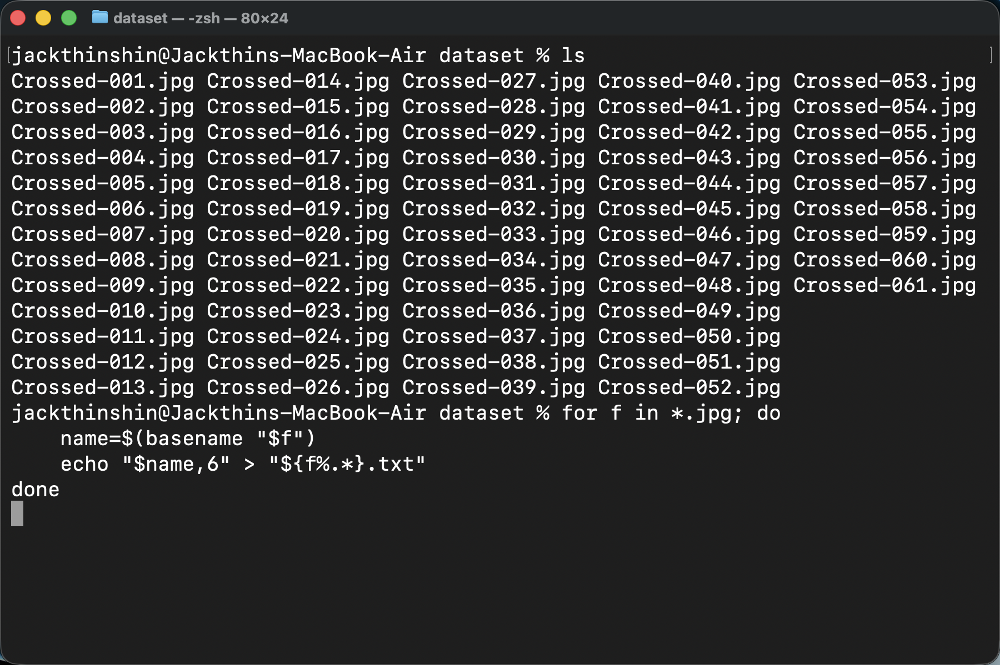 dataset — -zsh — 80×24
jackthinshin@Jackthins-MacBook-Air dataset % ls
Crossed-001.jpg Crossed-014.jpg Crossed-027.jpg Crossed-040.jpg Crossed-053.jpg
Crossed-002.jpg Crossed-015.jpg Crossed-028.jpg Crossed-041.jpg Crossed-054.jpg
Crossed-003.jpg Crossed-016.jpg Crossed-029.jpg Crossed-042.jpg Crossed-055.jpg
Crossed-004.jpg Crossed-017.jpg Crossed-030.jpg Crossed-043.jpg Crossed-056.jpg
Crossed-005.jpg Crossed-018.jpg Crossed-031.jpg Crossed-044.jpg Crossed-057.jpg
Crossed-006.jpg Crossed-019.jpg Crossed-032.jpg Crossed-045.jpg Crossed-058.jpg
Crossed-007.jpg Crossed-020.jpg Crossed-033.jpg Crossed-046.jpg Crossed-059.jpg
Crossed-008.jpg Crossed-021.jpg Crossed-034.jpg Crossed-047.jpg Crossed-060.jpg
Crossed-009.jpg Crossed-022.jpg Crossed-035.jpg Crossed-048.jpg Crossed-061.jpg
Crossed-010.jpg Crossed-023.jpg Crossed-036.jpg Crossed-049.jpg
Crossed-011.jpg Crossed-024.jpg Crossed-037.jpg Crossed-050.jpg
Crossed-012.jpg Crossed-025.jpg Crossed-038.jpg Crossed-051.jpg
Crossed-013.jpg Crossed-026.jpg Crossed-039.jpg Crossed-052.jpg
jackthinshin@Jackthins-MacBook-Air dataset % for f in *.jpg; do
    name=$(basename "$f")
    echo "$name,6" > "${f%.*}.txt"
done